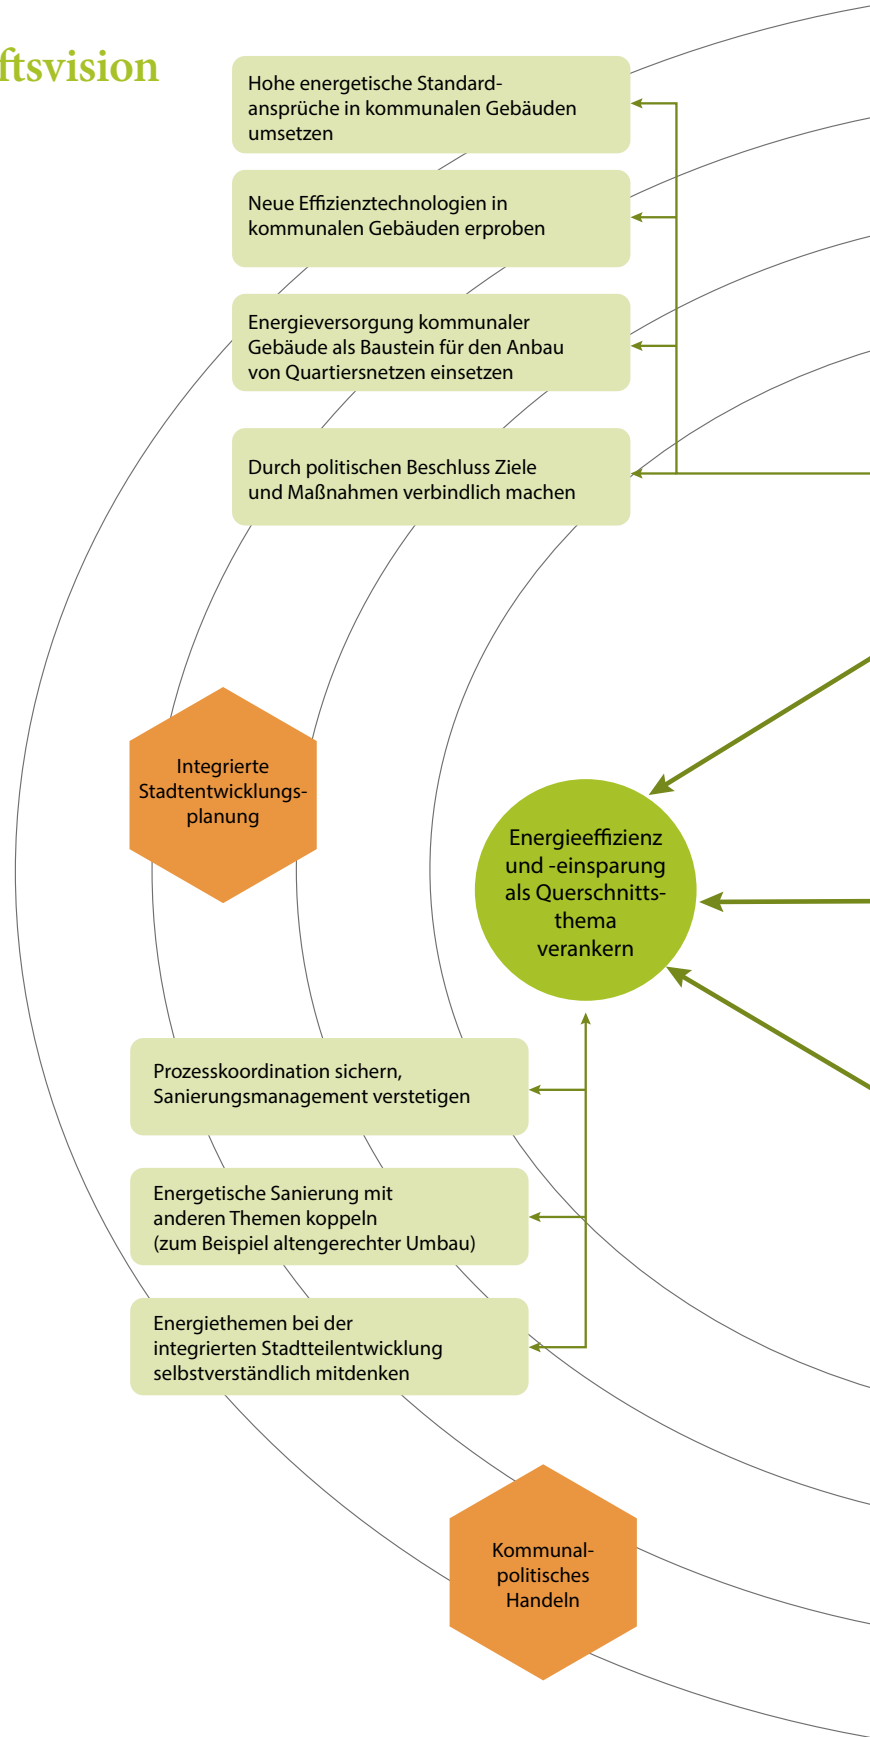 ftsvision
Hohe energetische Standard-
ansprüche in kommunalen Gebäuden
umsetzen
Neue Effizienztechnologien in
kommunalen Gebäuden erproben
Energieversorgung kommunaler
Gebäude als Baustein für den Anbau
von Quartiersnetzen einsetzen
Durch politischen Beschluss Ziele
und Maßnahmen verbindlich machen
Integrierte
Stadtentwicklungs-
planung
Energieeffizienz
und -einsparung
als Querschnitts-
thema
verankern
Prozesskoordination sichern,
Sanierungsmanagement verstetigen
Energetische Sanierung mit
anderen Themen koppeln
(zum Beispiel altengerechter Umbau)
Energiethemen bei der
integrierten Stadtteilentwicklung
selbstverständlich mitdenken
Kommunal-
politisches
Handeln